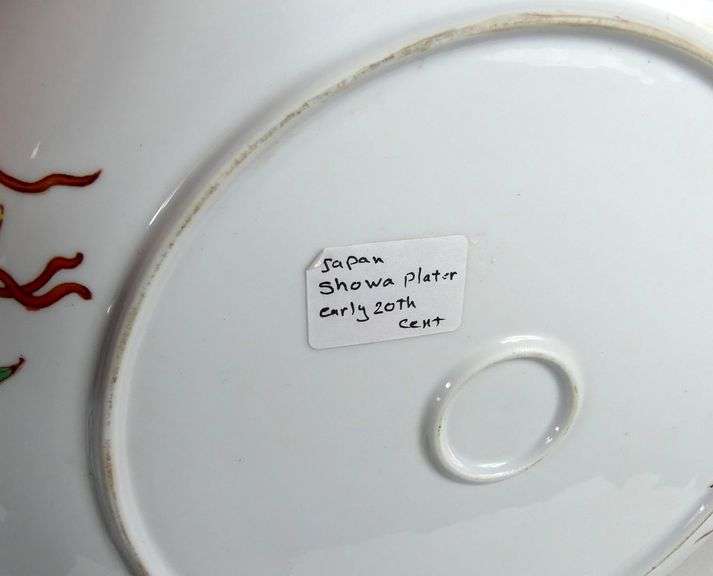 Japan
Showa plater
early 20th
cent